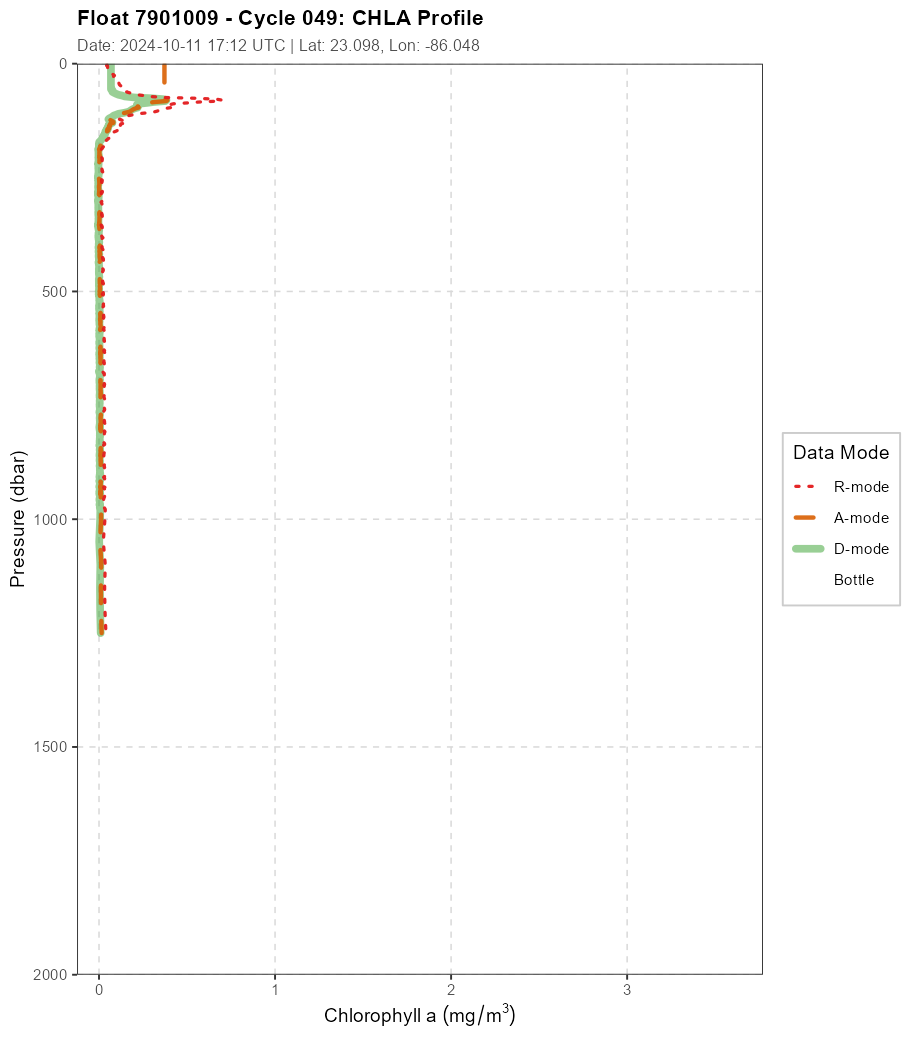 Float 7901009 - Cycle 049: CHLA Profile
Date: 2024-10-11 17:12 UTC | Lat: 23.098, Lon: -86.048
0
500
1000
1500
2000
Pressure (dbar)
0 1 2 3
Chlorophyll a (mg/m³)
Data Mode
R-mode
A-mode
D-mode
Bottle